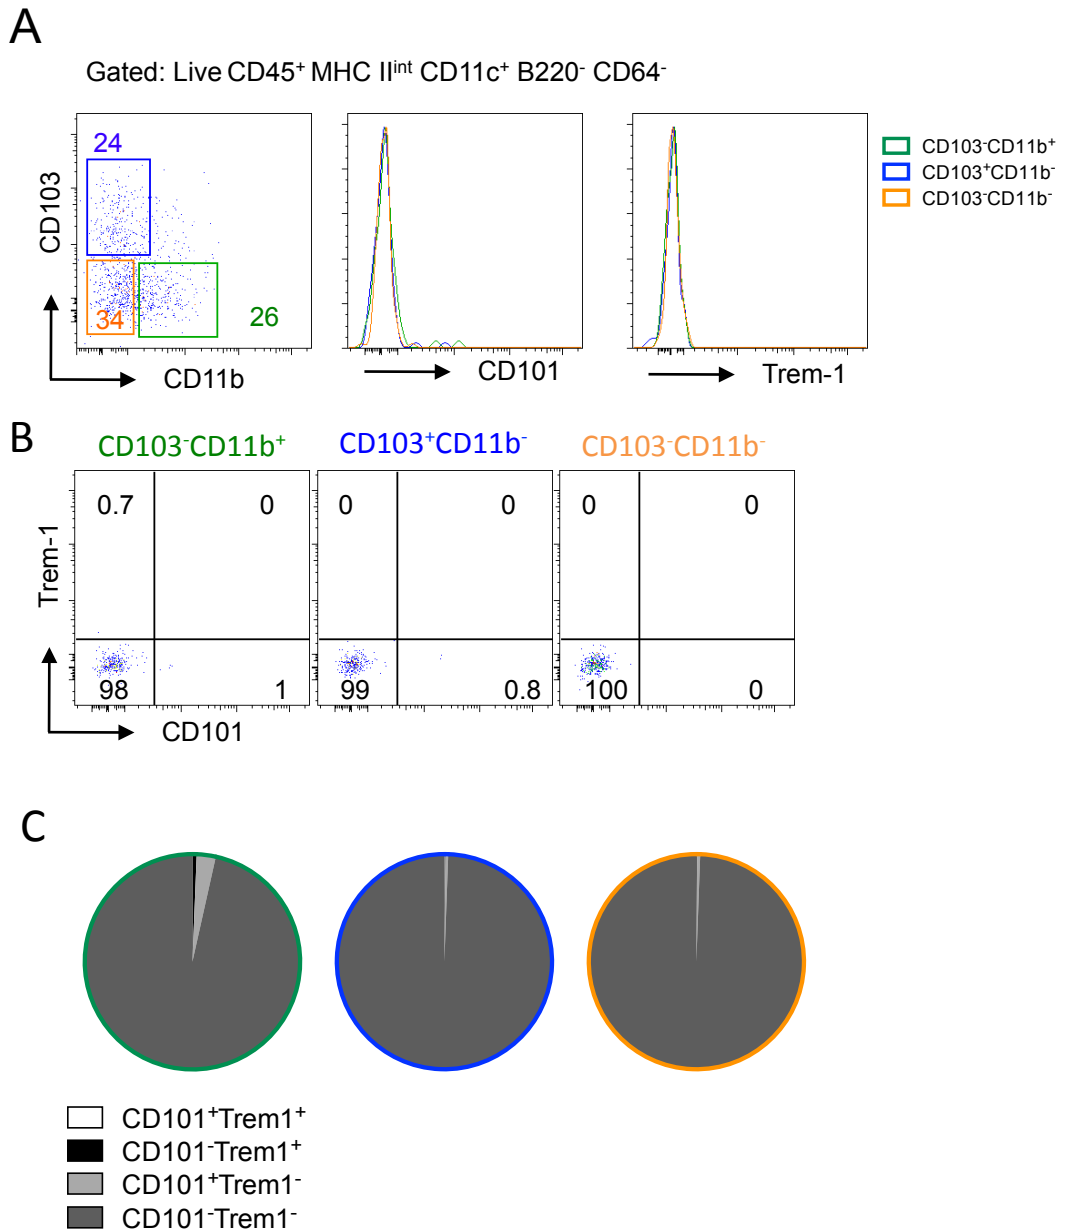 A
Gated: Live CD45⁺ MHC IIⁱⁿᵗ CD11c⁺ B220⁻ CD64⁻
24
34
26
CD103
CD11b
CD101
Trem-1
CD103⁻CD11b⁺
CD103⁺CD11b⁻
CD103⁻CD11b⁻
B
CD103⁻CD11b⁺
CD103⁺CD11b⁻
CD103⁻CD11b⁻
0.7
0
0
0
0
0
Trem-1
98
1
99
0.8
100
0
CD101
C
CD101⁺Trem1⁺
CD101⁻Trem1⁺
CD101⁺Trem1⁻
CD101⁻Trem1⁻